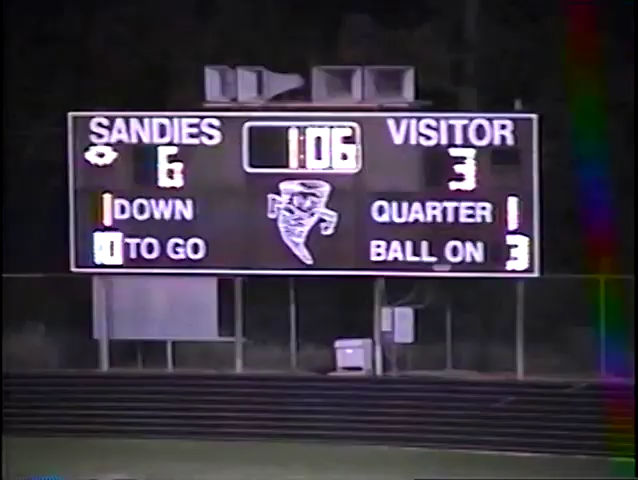 SANDIES 1:06 VISITOR
6 3
1 DOWN QUARTER 1
10 TO GO BALL ON 3